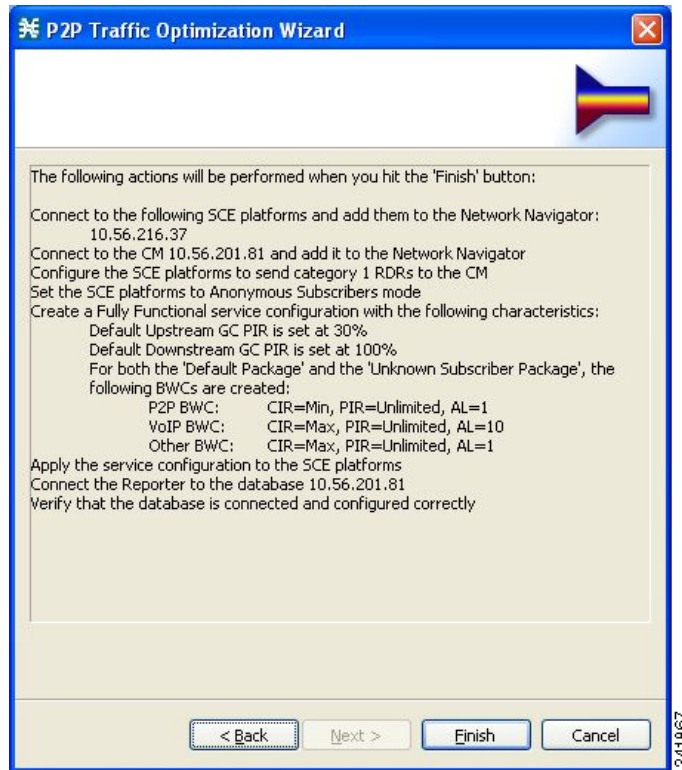 P2P Traffic Optimization Wizard
The following actions will be performed when you hit the 'Finish' button:
Connect to the following SCE platforms and add them to the Network Navigator:
10.56.216.37
Connect to the CM 10.56.201.81 and add it to the Network Navigator
Configure the SCE platforms to send category 1 RDRs to the CM
Set the SCE platforms to Anonymous Subscribers mode
Create a Fully Functional service configuration with the following characteristics:
Default Upstream GC PIR is set at 30%
Default Downstream GC PIR is set at 100%
For both the 'Default Package' and the 'Unknown Subscriber Package', the
following BWCs are created:
P2P BWC: CIR=Min, PIR=Unlimited, AL=1
VoIP BWC: CIR=Max, PIR=Unlimited, AL=10
Other BWC: CIR=Max, PIR=Unlimited, AL=1
Apply the service configuration to the SCE platforms
Connect the Reporter to the database 10.56.201.81
Verify that the database is connected and configured correctly
< Back Next > Finish Cancel
241967